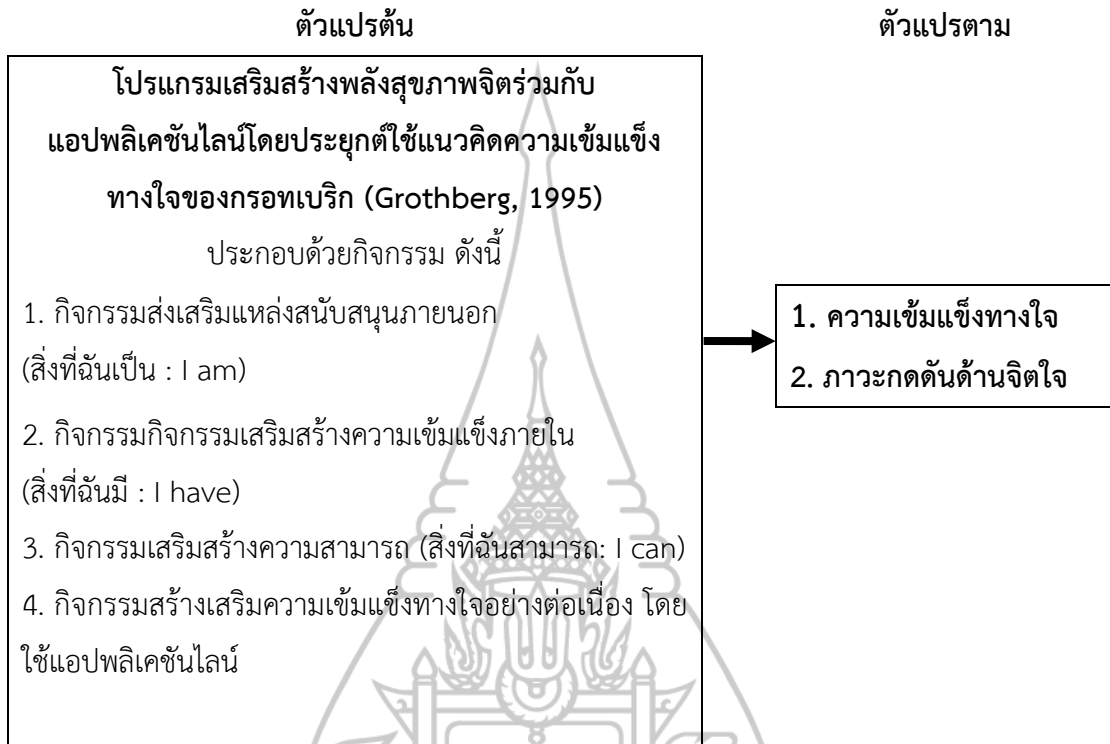 ตัวแปรต้น
ตัวแปรตาม
โปรแกรมเสริมสร้างพลังสุขภาพจิตร่วมกับ
แอปพลิเคชันไลน์โดยประยุกต์ใช้แนวคิดความเข้มแข็ง
ทางใจของกรอทเบริก (Grothberg, 1995)
ประกอบด้วยกิจกรรม ดังนี้
1. กิจกรรมส่งเสริมแหล่งสนับสนุนภายนอก
(สิ่งที่ฉันเป็น : I am)
2. กิจกรรมกิจกรรมเสริมสร้างความเข้มแข็งภายใน
(สิ่งที่ฉันมี : I have)
3. กิจกรรมเสริมสร้างความสามารถ (สิ่งที่ฉันสามารถ: I can)
4. กิจกรรมสร้างเสริมความเข้มแข็งทางใจอย่างต่อเนื่อง โดย
ใช้แอปพลิเคชันไลน์
1. ความเข้มแข็งทางใจ
2. ภาวะกดดันด้านจิตใจ